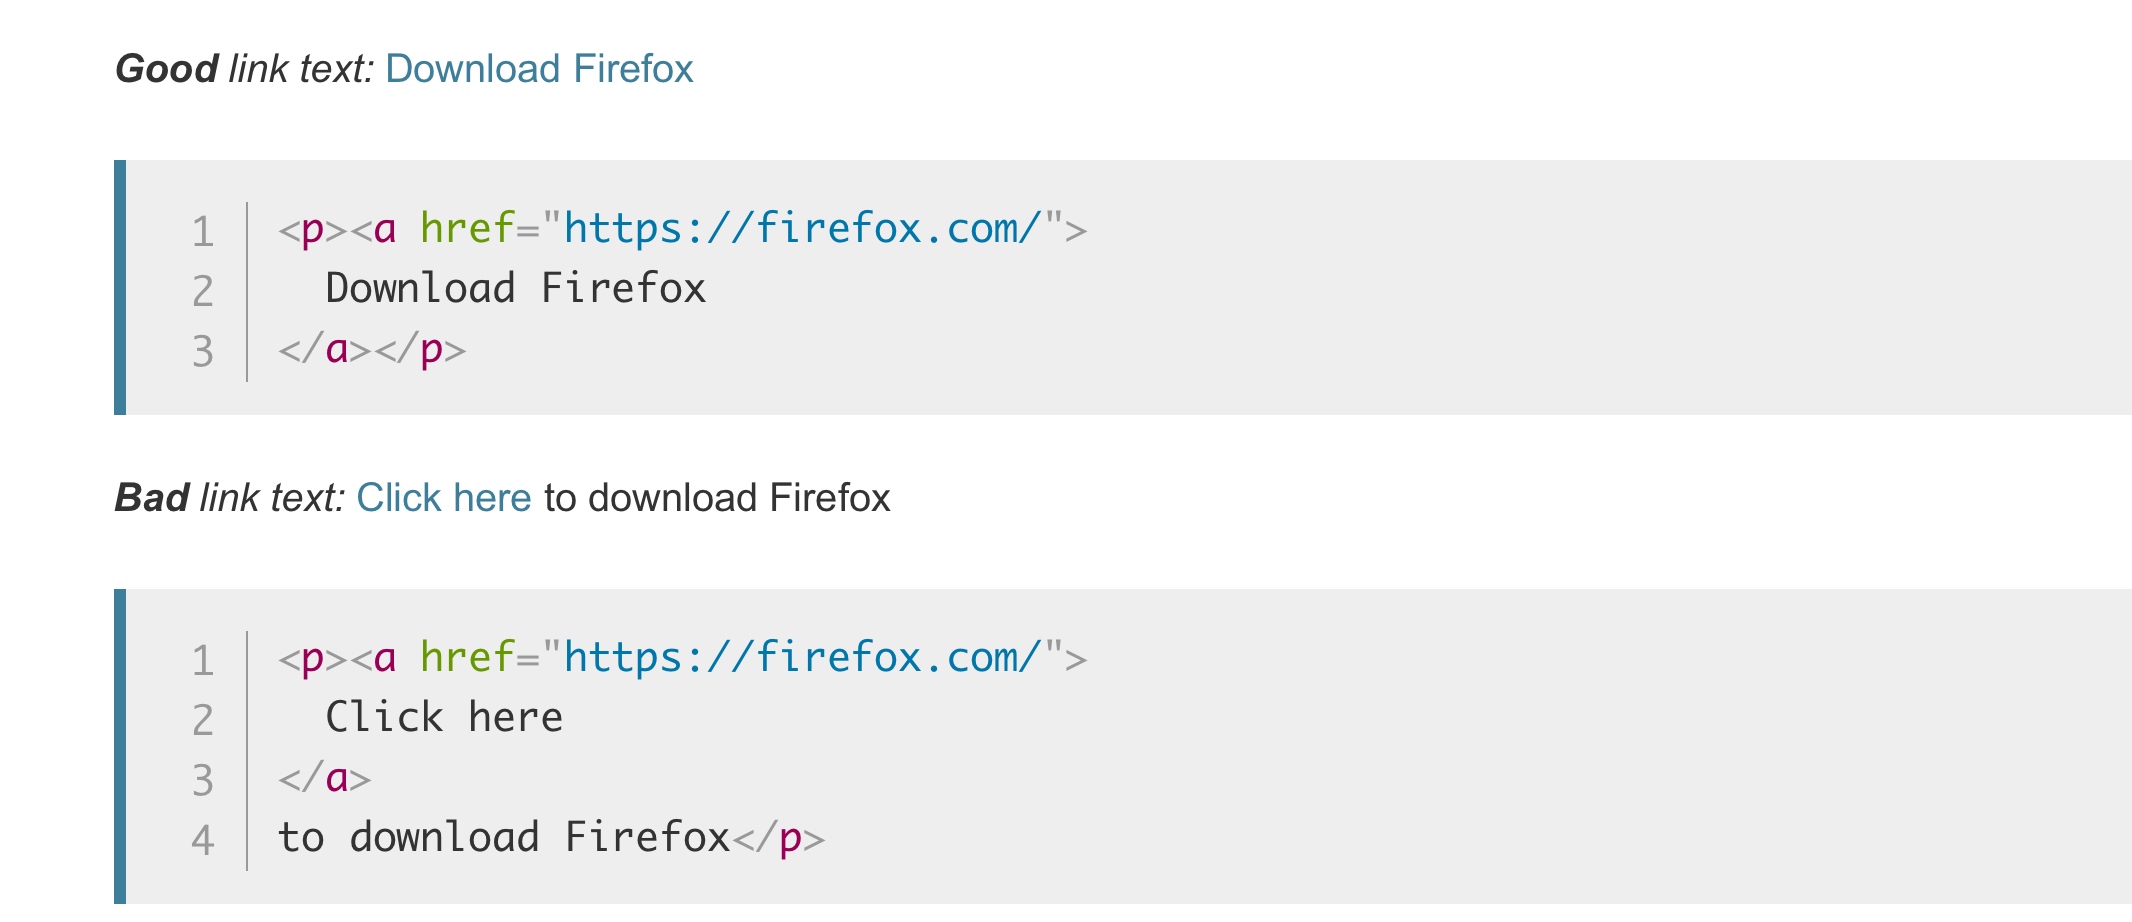 Good link text: Download Firefox
1 <p><a href="https://firefox.com/">
2   Download Firefox
3 </a></p>
Bad link text: Click here to download Firefox
1 <p><a href="https://firefox.com/">
2   Click here
3 </a>
4 to download Firefox</p>